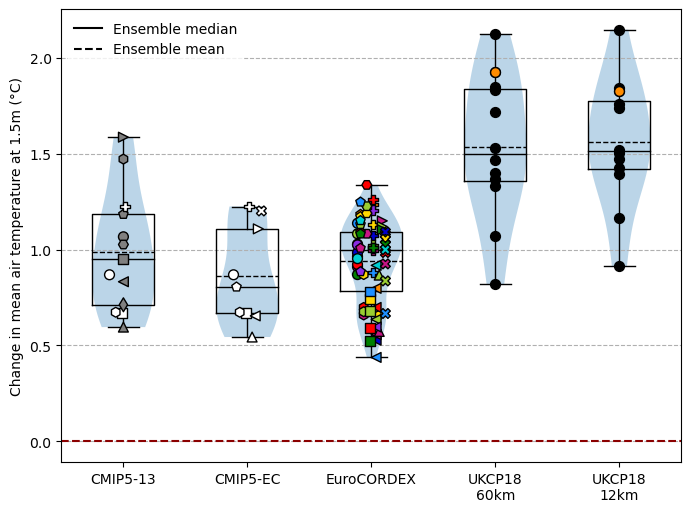 Ensemble median
Ensemble mean
Change in mean air temperature at 1.5m (°C)
2.0
1.5
1.0
0.5
0.0
CMIP5-13
CMIP5-EC
EuroCORDEX
UKCP18
60km
UKCP18
12km